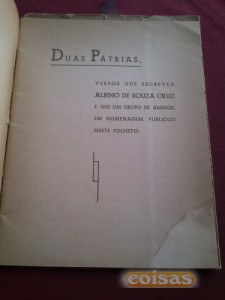 DUAS PÁTRIAS,
VERSOS QUE ESCREVEU
ALBINO DE SOUZA CRUZ
E QUE UM GRUPO DE AMIGOS,
EM HOMENAGEM, PUBLICOU
NESTE FOLHETO.
coisas